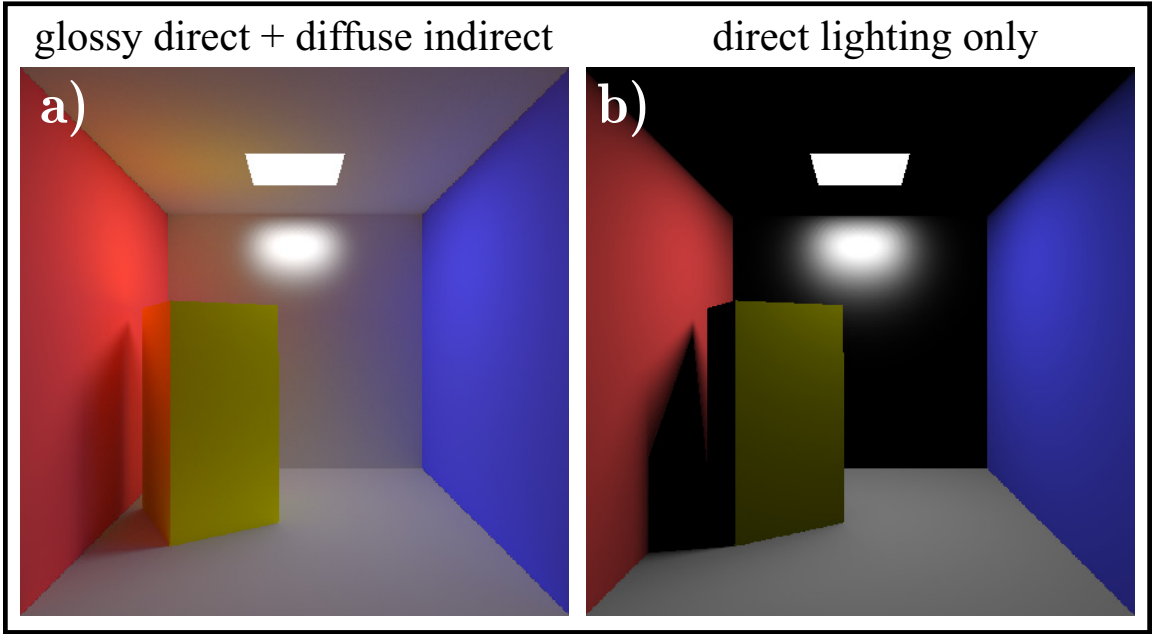 glossy direct + diffuse indirect
direct lighting only
a)
b)